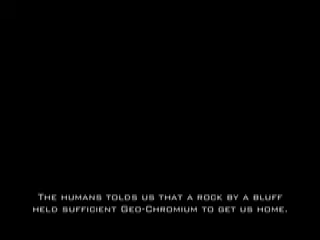 The humans tolds us that a rock by a bluff
held sufficient Geo-Chromium to get us home.